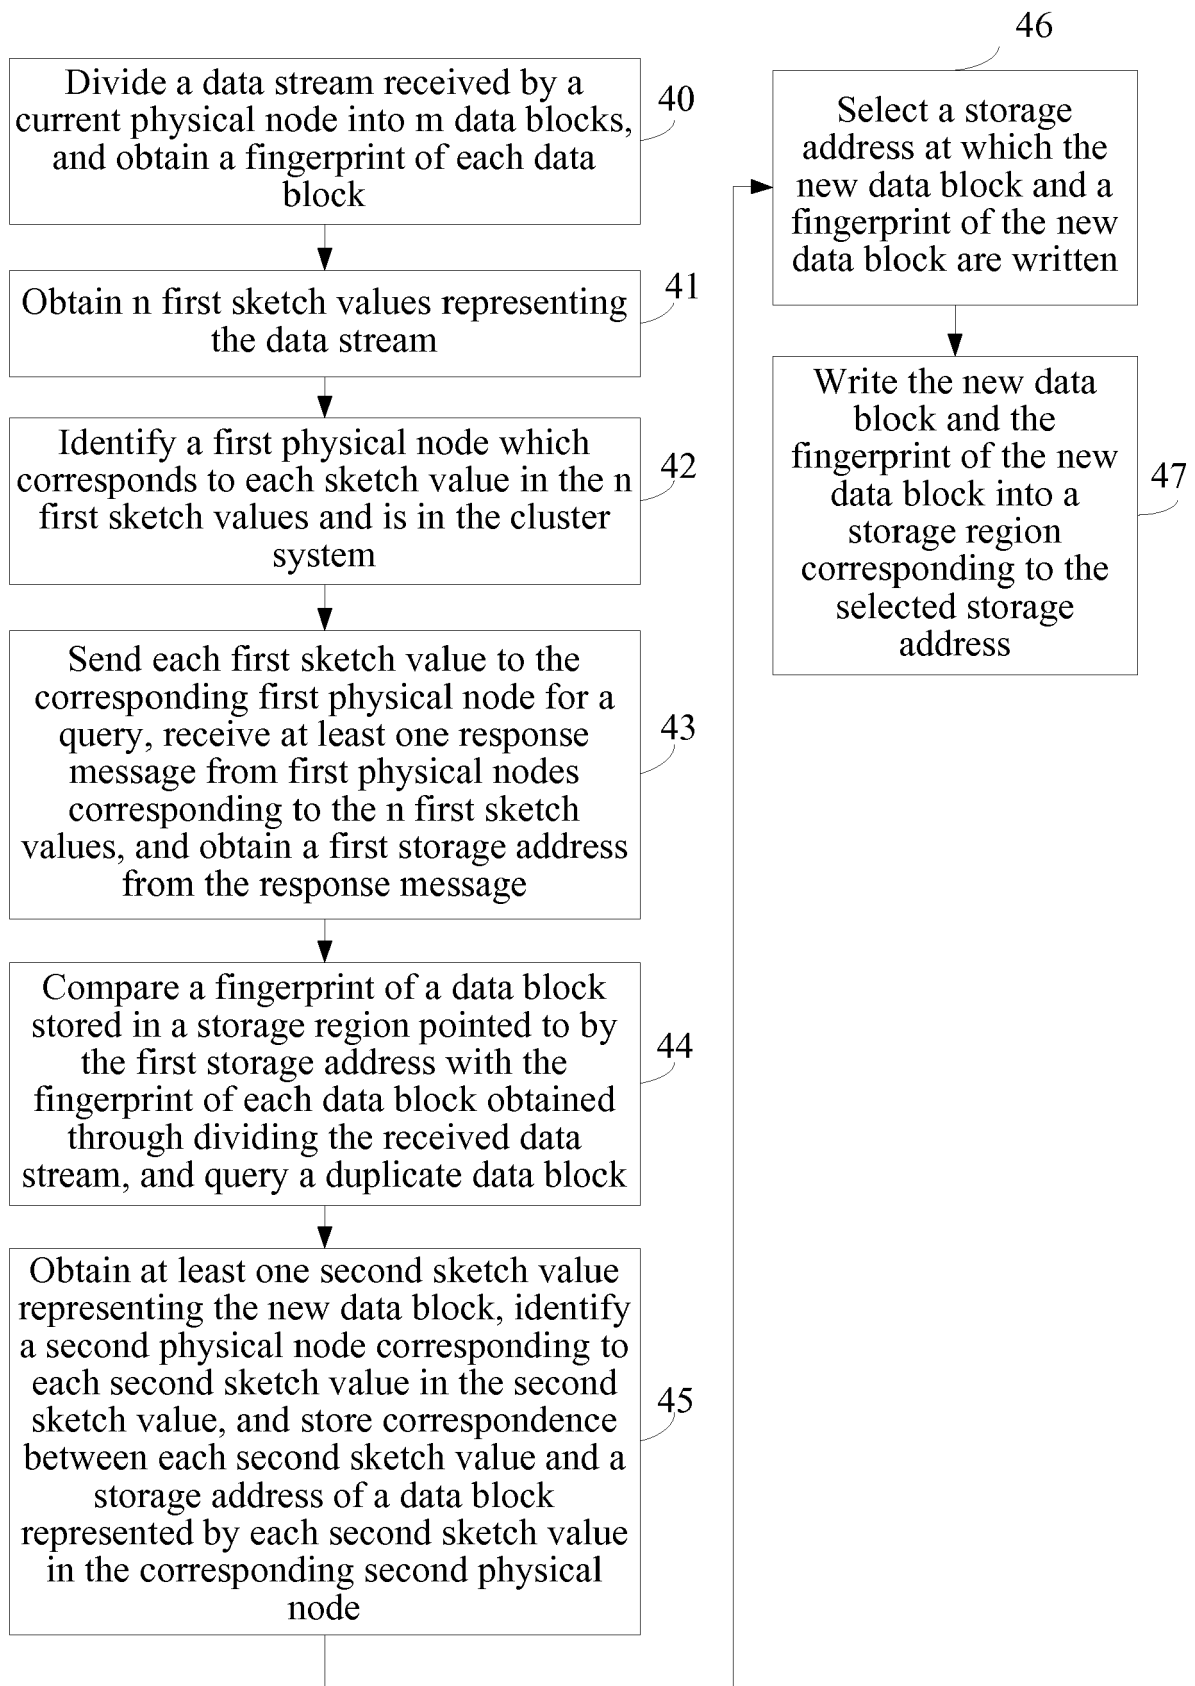 Divide a data stream received by a
current physical node into m data blocks,
and obtain a fingerprint of each data
block
40
Obtain n first sketch values representing
the data stream
41
Identify a first physical node which
corresponds to each sketch value in the n
first sketch values and is in the cluster
system
42
Send each first sketch value to the
corresponding first physical node for a
query, receive at least one response
message from first physical nodes
corresponding to the n first sketch
values, and obtain a first storage address
from the response message
43
Compare a fingerprint of a data block
stored in a storage region pointed to by
the first storage address with the
fingerprint of each data block obtained
through dividing the received data
stream, and query a duplicate data block
44
Obtain at least one second sketch value
representing the new data block, identify
a second physical node corresponding to
each second sketch value in the second
sketch value, and store correspondence
between each second sketch value and a
storage address of a data block
represented by each second sketch value
in the corresponding second physical
node
45
46
Select a storage
address at which the
new data block and a
fingerprint of the new
data block are written
Write the new data
block and the
fingerprint of the new
data block into a
storage region
corresponding to the
selected storage
address
47